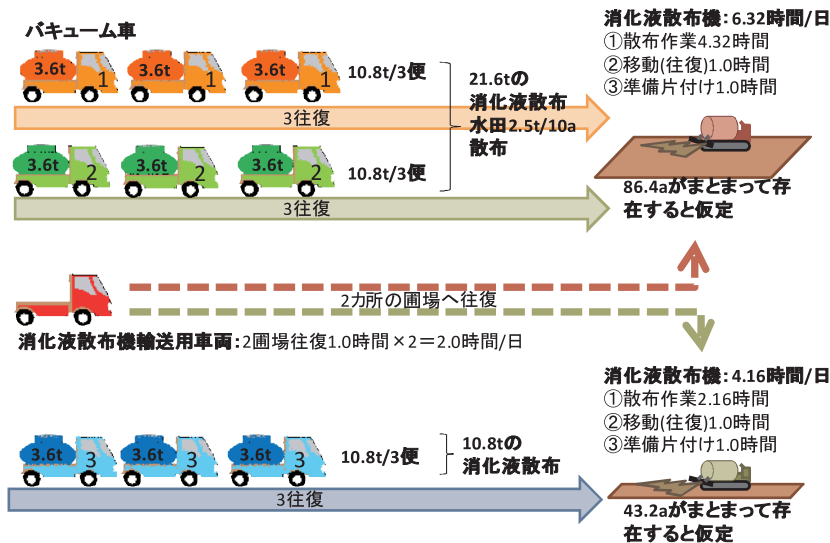 バキューム車
3.6t 1 3.6t 1 3.6t 1
10.8t/3便
3往復
3.6t 2 3.6t 2 3.6t 2
10.8t/3便
3往復
21.6tの
消化液散布
水田2.5t/10a
散布
消化液散布機：6.32時間/日
①散布作業4.32時間
②移動(往復)1.0時間
③準備片付け1.0時間
86.4aがまとまって存
在すると仮定
2カ所の圃場へ往復
消化液散布機輸送用車両：2圃場往復1.0時間×2＝2.0時間/日
消化液散布機：4.16時間/日
①散布作業2.16時間
②移動(往復)1.0時間
③準備片付け1.0時間
3.6t 3 3.6t 3 3.6t 3
10.8t/3便
10.8tの
消化液散布
3往復
43.2aがまとまって存
在すると仮定